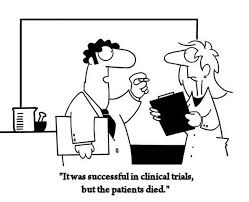 "It was successful in clinical trials,
but the patients died."